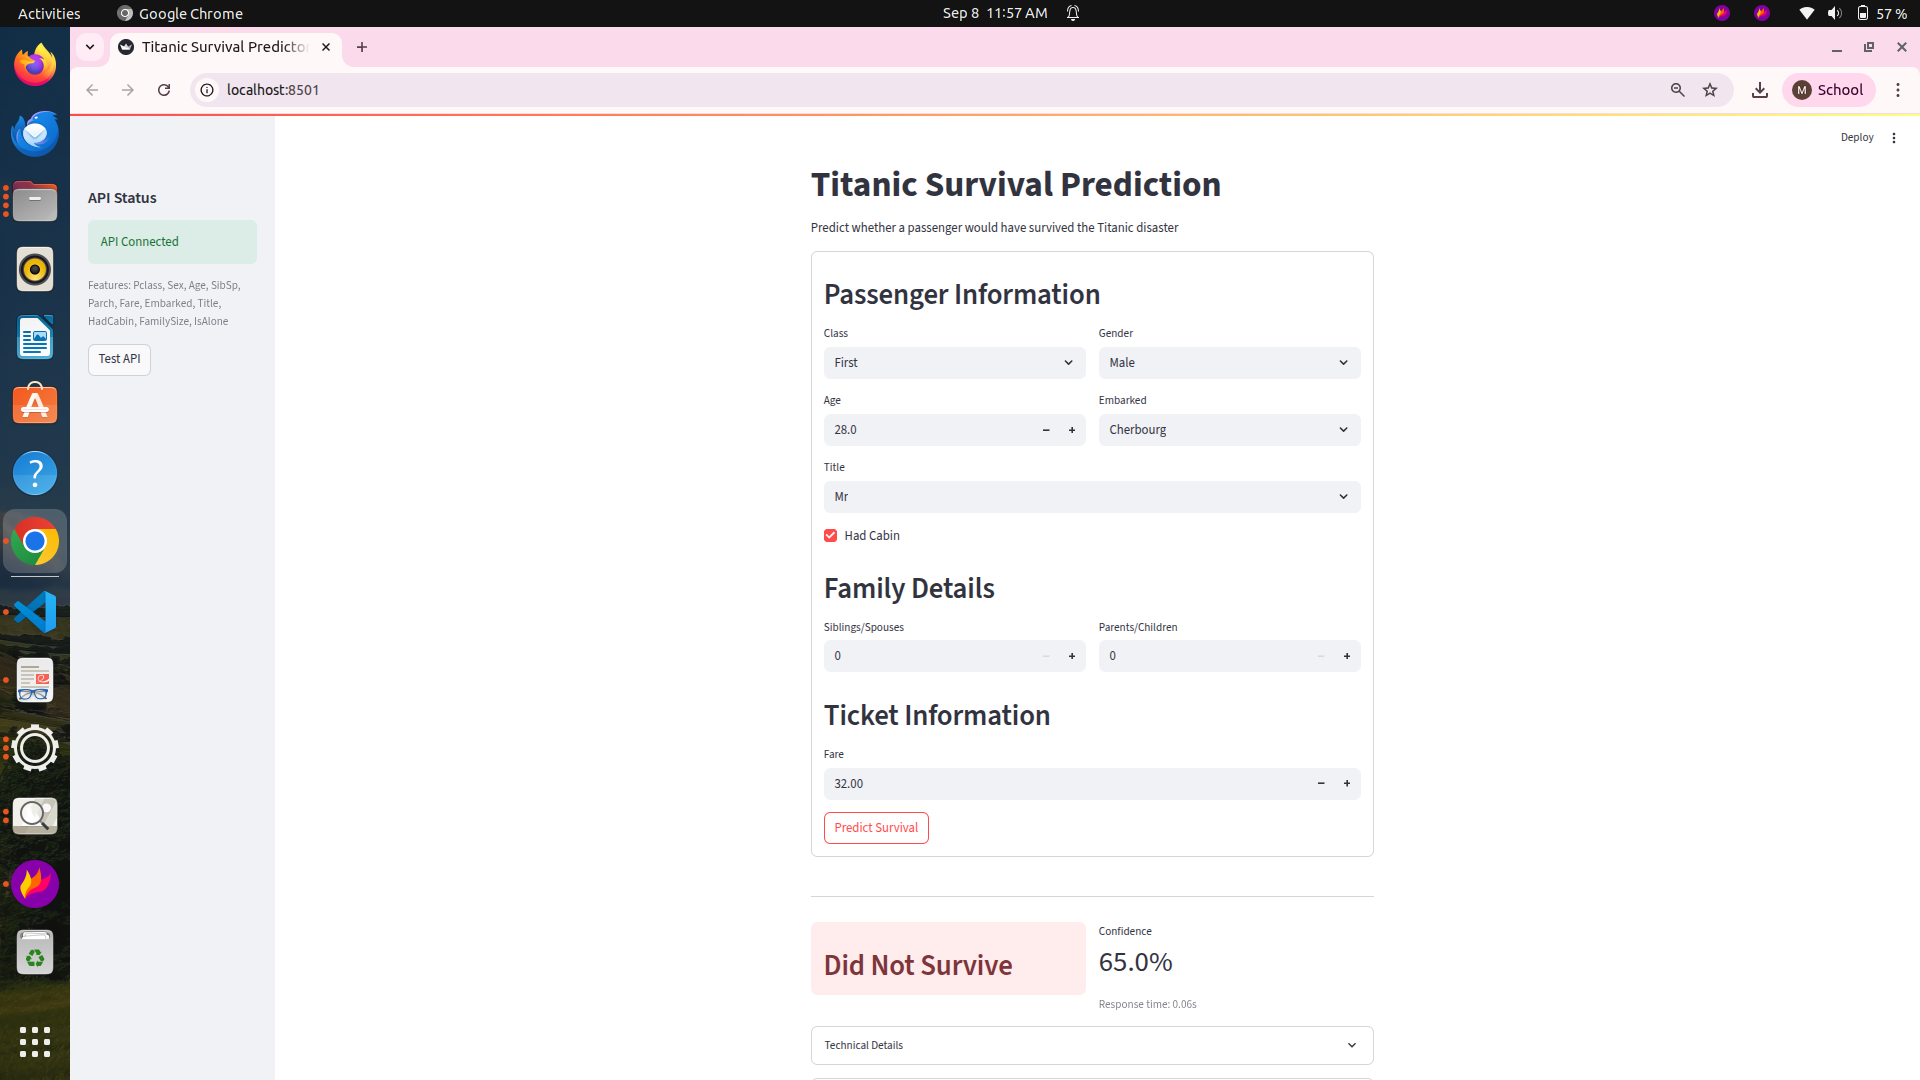 Activities
Google Chrome
Sep 8 11:57 AM
57 %
Titanic Survival Predicto
localhost:8501
M
School
Deploy
API Status
API Connected
Features: Pclass, Sex, Age, SibSp,
Parch, Fare, Embarked, Title,
HadCabin, FamilySize, IsAlone
Test API
Titanic Survival Prediction
Predict whether a passenger would have survived the Titanic disaster
Passenger Information
Class
Gender
First
Male
Age
Embarked
28.0
Cherbourg
Title
Mr
Had Cabin
Family Details
Siblings/Spouses
Parents/Children
0
0
Ticket Information
Fare
32.00
Predict Survival
Did Not Survive
Confidence
65.0%
Response time: 0.06s
Technical Details